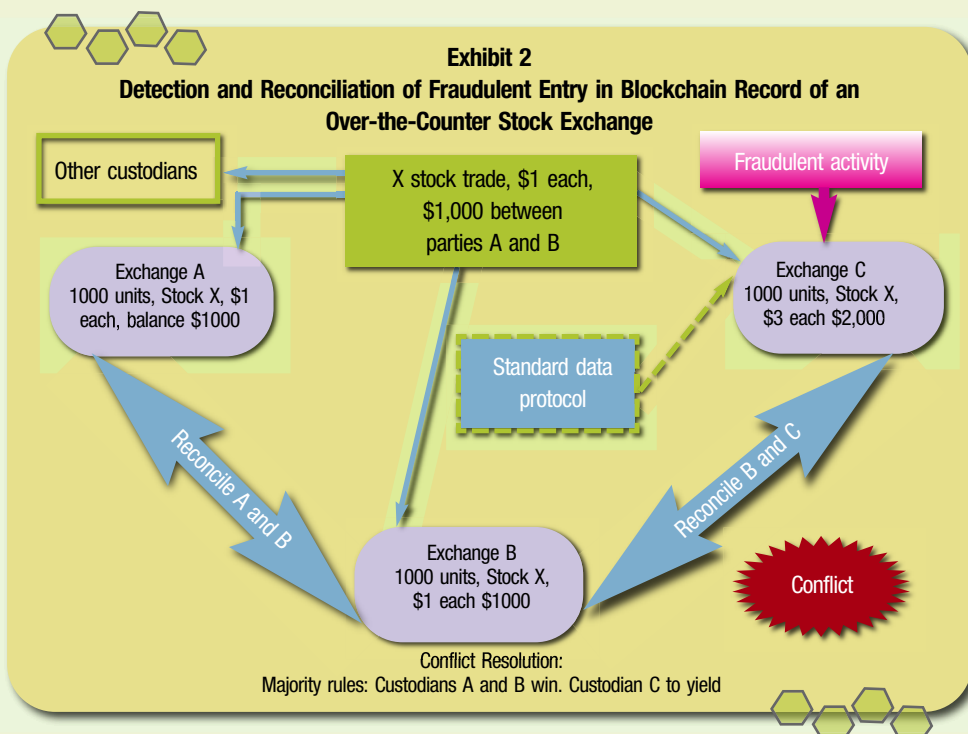 Exhibit 2
Detection and Reconciliation of Fraudulent Entry in Blockchain Record of an
Over-the-Counter Stock Exchange
Other custodians
X stock trade, $1 each,
$1,000 between
parties A and B
Fraudulent activity
Exchange A
1000 units, Stock X, $1
each, balance $1000
Exchange C
1000 units, Stock X,
$3 each $2,000
Standard data
protocol
Reconcile A and B
Reconcile B and C
Exchange B
1000 units, Stock X,
$1 each $1000
Conflict
Conflict Resolution:
Majority rules: Custodians A and B win. Custodian C to yield